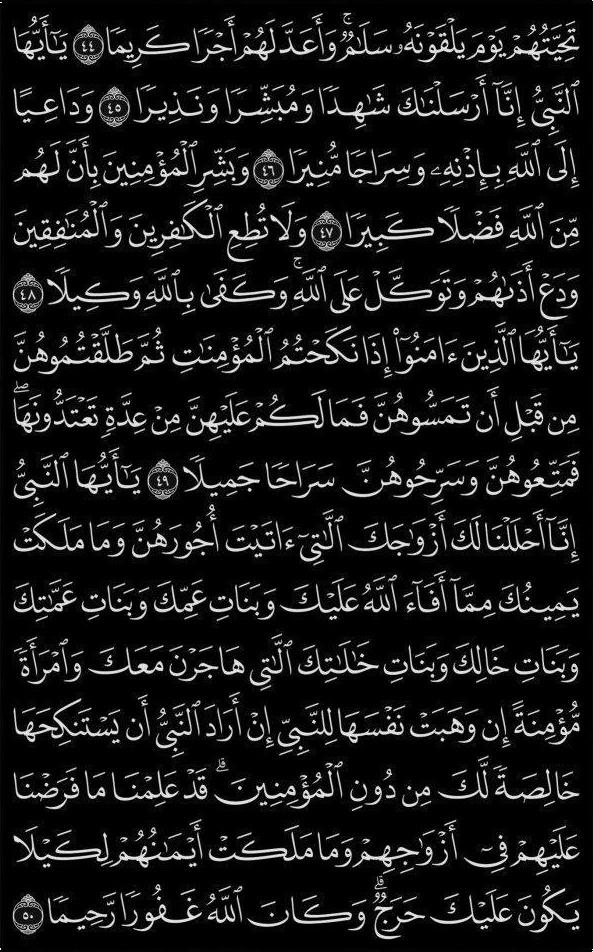 تَحِيَّتُهُمْ يَوْمَ يَلْقَوْنَهُۥ سَلَٰمٌۭ ۚ وَأَعَدَّ لَهُمْ أَجْرًۭا كَرِيمًۭا ٤٤ يَٰٓأَيُّهَا
ٱلنَّبِىُّ إِنَّآ أَرْسَلْنَٰكَ شَٰهِدًۭا وَمُبَشِّرًۭا وَنَذِيرًۭا ٤٥ وَدَاعِيًا
إِلَى ٱللَّهِ بِإِذْنِهِۦ وَسِرَاجًۭا مُّنِيرًۭا ٤٦ وَبَشِّرِ ٱلْمُؤْمِنِينَ بِأَنَّ لَهُم
مِّنَ ٱللَّهِ فَضْلًۭا كَبِيرًۭا ٤٧ وَلَا تُطِعِ ٱلْكَٰفِرِينَ وَٱلْمُنَٰفِقِينَ
وَدَعْ أَذَىٰهُمْ وَتَوَكَّلْ عَلَى ٱللَّهِ ۚ وَكَفَىٰ بِٱللَّهِ وَكِيلًۭا ٤٨
يَٰٓأَيُّهَا ٱلَّذِينَ ءَامَنُوٓا۟ إِذَا نَكَحْتُمُ ٱلْمُؤْمِنَٰتِ ثُمَّ طَلَّقْتُمُوهُنَّ
مِن قَبْلِ أَن تَمَسُّوهُنَّ فَمَا لَكُمْ عَلَيْهِنَّ مِنْ عِدَّةٍۢ تَعْتَدُّونَهَا ۖ
فَمَتِّعُوهُنَّ وَسَرِّحُوهُنَّ سَرَاحًۭا جَمِيلًۭا ٤٩ يَٰٓأَيُّهَا ٱلنَّبِىُّ
إِنَّآ أَحْلَلْنَا لَكَ أَزْوَٰجَكَ ٱلَّٰتِىٓ ءَاتَيْتَ أُجُورَهُنَّ وَمَا مَلَكَتْ
يَمِينُكَ مِمَّآ أَفَآءَ ٱللَّهُ عَلَيْكَ وَبَنَاتِ عَمِّكَ وَبَنَاتِ عَمَّٰتِكَ
وَبَنَاتِ خَالِكَ وَبَنَاتِ خَٰلَٰتِكَ ٱلَّٰتِى هَاجَرْنَ مَعَكَ وَٱمْرَأَةًۭ
مُّؤْمِنَةً إِن وَهَبَتْ نَفْسَهَا لِلنَّبِىِّ إِنْ أَرَادَ ٱلنَّبِىُّ أَن يَسْتَنكِحَهَا
خَالِصَةًۭ لَّكَ مِن دُونِ ٱلْمُؤْمِنِينَ ۗ قَدْ عَلِمْنَا مَا فَرَضْنَا
عَلَيْهِمْ فِىٓ أَزْوَٰجِهِمْ وَمَا مَلَكَتْ أَيْمَٰنُهُمْ لِكَيْلَا
يَكُونَ عَلَيْكَ حَرَجٌۭ ۗ وَكَانَ ٱللَّهُ غَفُورًۭا رَّحِيمًۭا ٥٠